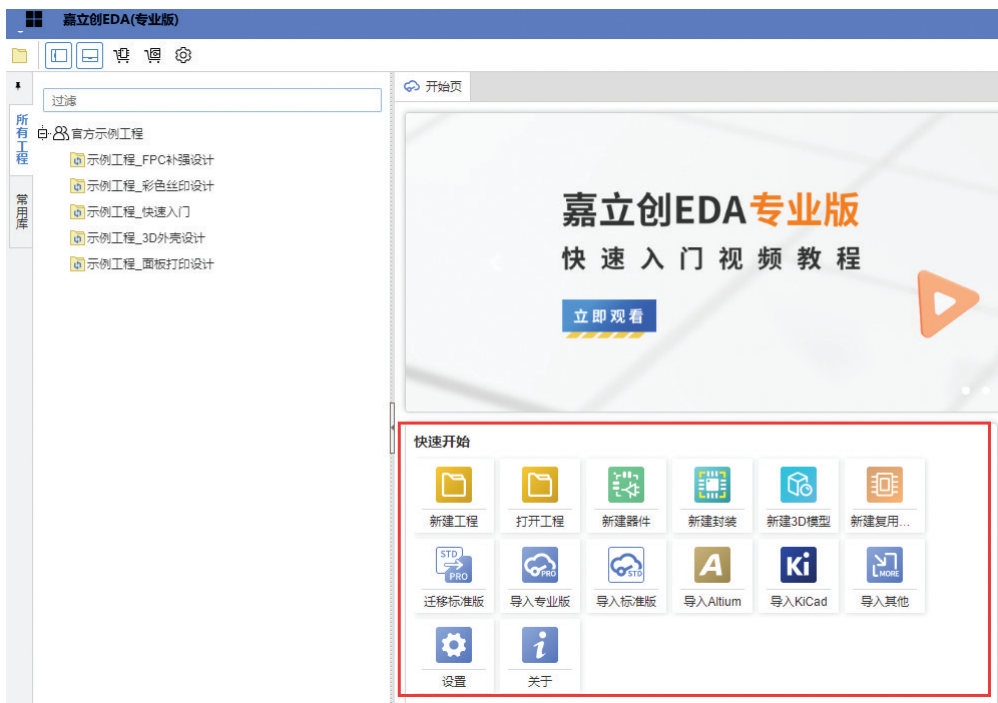 嘉立创EDA(专业版)
开始页
过滤
所有工程
常用库
官方示例工程
示例工程_FPC补强设计
示例工程_彩色丝印设计
示例工程_快速入门
示例工程_3D外壳设计
示例工程_面板打印设计
嘉立创EDA专业版
快速入门视频教程
立即观看
快速开始
新建工程 打开工程 新建器件 新建封装 新建3D模型 新建复用...
STD PRO PRO STD A Ki MORE
迁移标准版 导入专业版 导入标准版 导入Altium 导入KiCad 导入其他
i
设置 关于